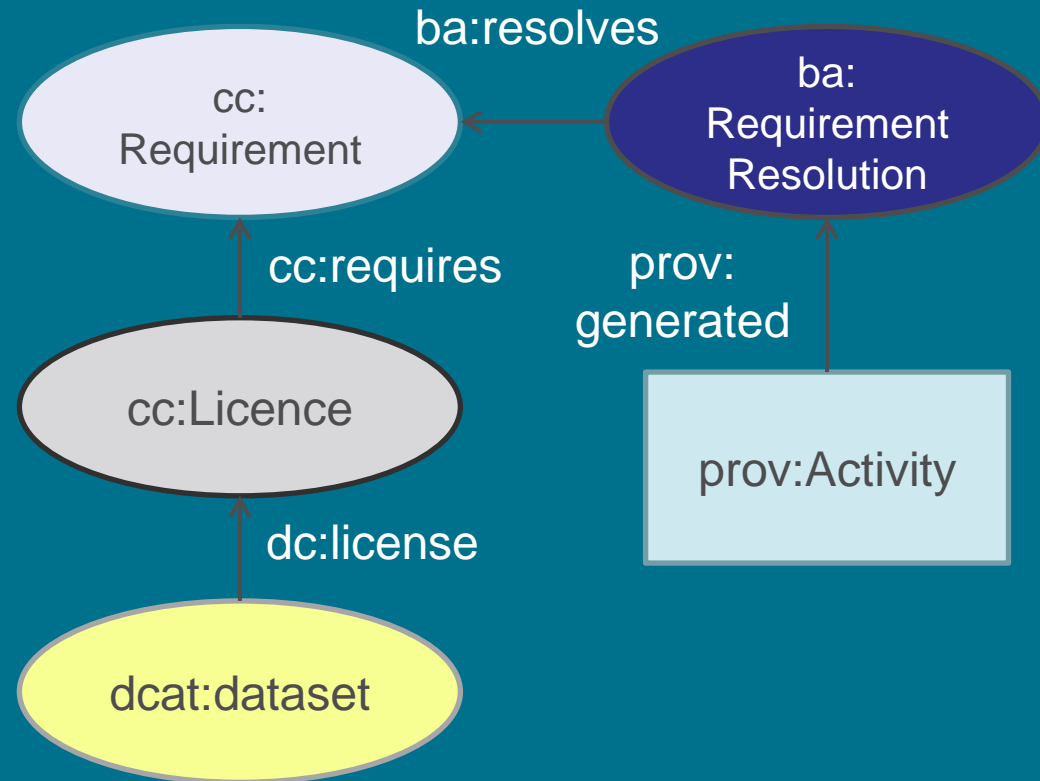 ba:resolves
cc:
Requirement
ba:
Requirement
Resolution
cc:requires
prov:
generated
cc:Licence
prov:Activity
dc:license
dcat:dataset